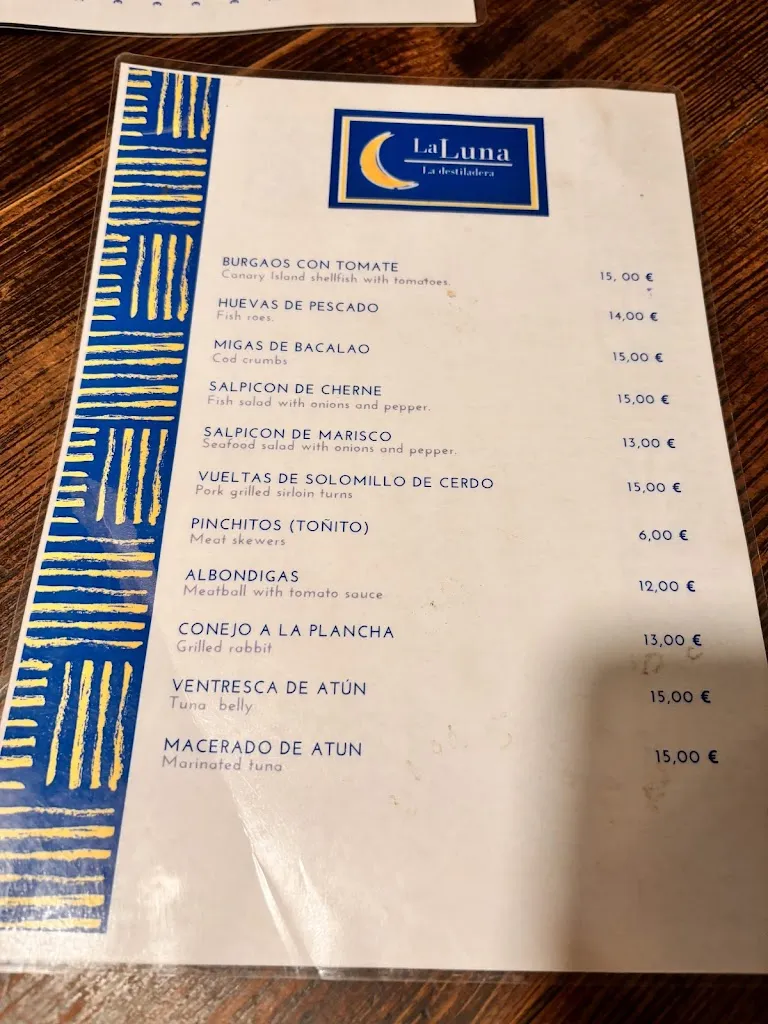 LaLuna
La destiladera
BURGAOS CON TOMATE
Canary Island shellfish with tomatoes.
15, 00 €
HUEVAS DE PESCADO
Fish roes.
14,00 €
MIGAS DE BACALAO
Cod crumbs
15,00 €
SALPICON DE CHERNE
Fish salad with onions and pepper.
15,00 €
SALPICON DE MARISCO
Seafood salad with onions and pepper.
13,00 €
VUELTAS DE SOLOMILLO DE CERDO
Pork grilled sirloin turns
15,00 €
PINCHITOS (TOÑITO)
Meat skewers
6,00 €
ALBONDIGAS
Meatball with tomato sauce
12,00 €
CONEJO A LA PLANCHA
Grilled rabbit
13,00 €
VENTRESCA DE ATÚN
Tuna belly
15,00 €
MACERADO DE ATUN
Marinated tuna
15,00 €